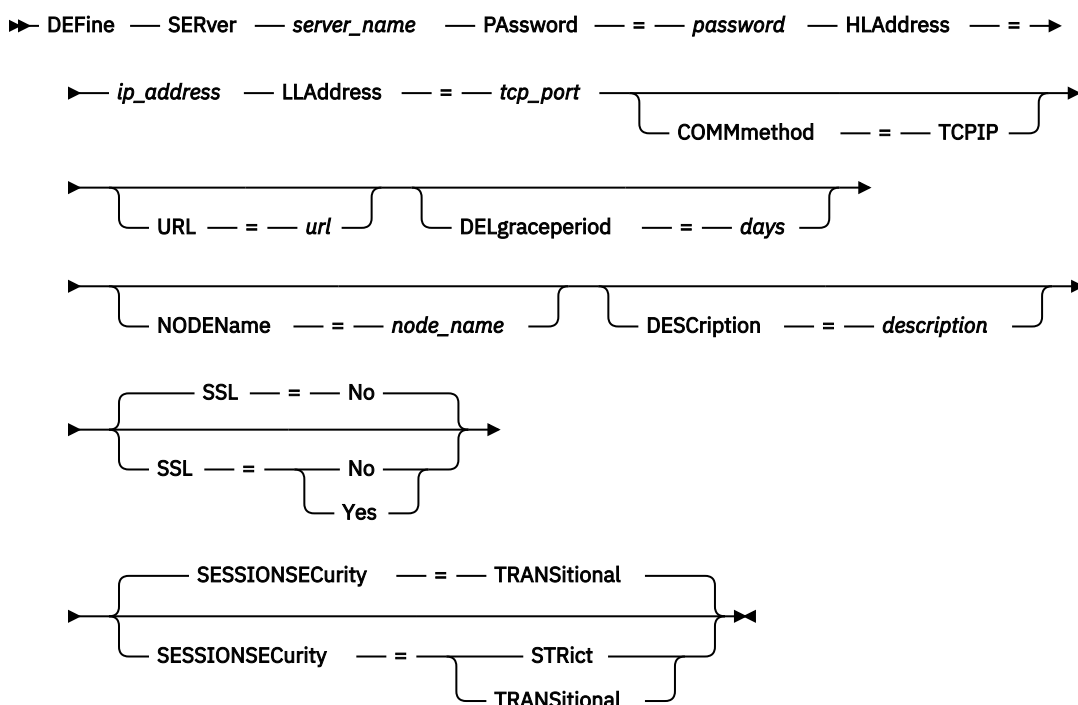 DEFine SERver server_name PAssword = password HLAddress =
ip_address LLAddress = tcp_port
COMMmethod = TCPIP
URL = url DELgraceperiod = days
NODEName = node_name DESCription = description
SSL = No
SSL = No
Yes
SESSIONSECurity = TRANSitional
SESSIONSECurity = STRict
TRANSitional